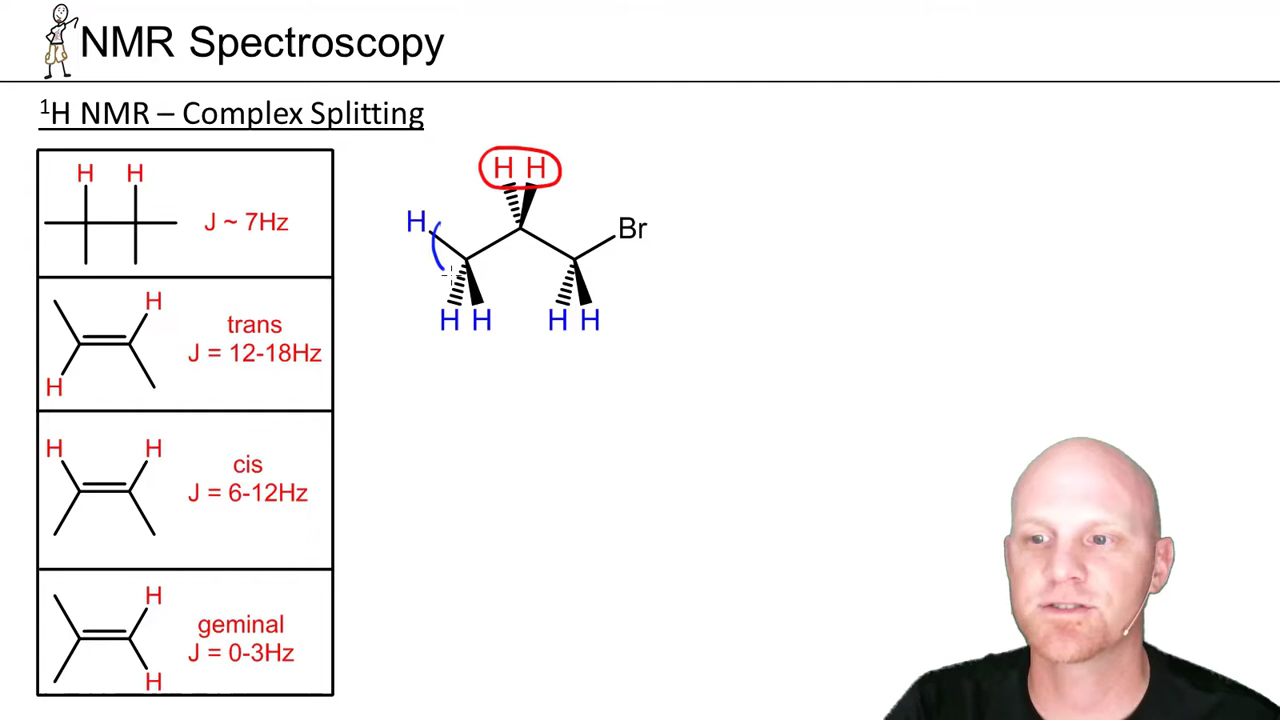 NMR Spectroscopy
¹H NMR – Complex Splitting
H H
J ~ 7Hz
H
trans
J = 12-18Hz
H
H H
cis
J = 6-12Hz
H
geminal
J = 0-3Hz
H
H H
H
Br
H H H H